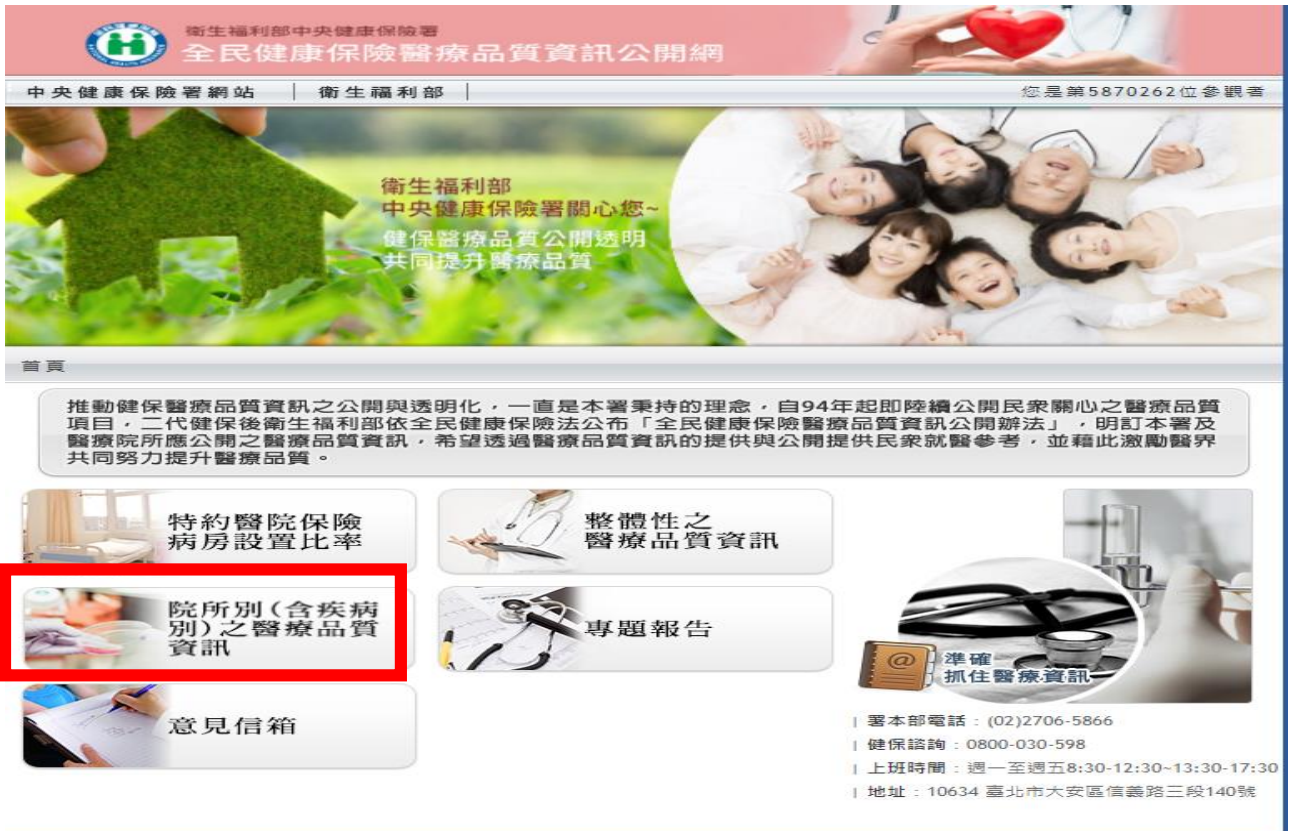 衛生福利部中央健康保險署
全民健康保險醫療品質資訊公開網
中央健康保險署網站 | 衛生福利部 |
您是第5870262位參觀者
衛生福利部
中央健康保險署關心您~
健保醫療品質公開透明
共同提升醫療品質
首頁
推動健保醫療品質資訊之公開與透明化，一直是本署秉持的理念，自94年起即陸續公開民衆關心之醫療品質
項目，二代健保後衛生福利部依全民健康保險法公布「全民健康保險醫療品質資訊公開辦法」，明訂本署及
醫療院所應公開之醫療品質資訊，希望透過醫療品質資訊的提供與公開提供民衆就醫參考，並藉此激勵醫界
共同努力提升醫療品質。
特約醫院保險
病房設置比率
整體性之
醫療品質資訊
院所別(含疾病
別)之醫療品質
資訊
專題報告
意見信箱
準確
抓住醫療資訊
| 署本部電話：(02)2706-5866
| 健保諮詢：0800-030-598
| 上班時間：週一至週五8:30-12:30~13:30-17:30
| 地址：10634 臺北市大安區信義路三段140號